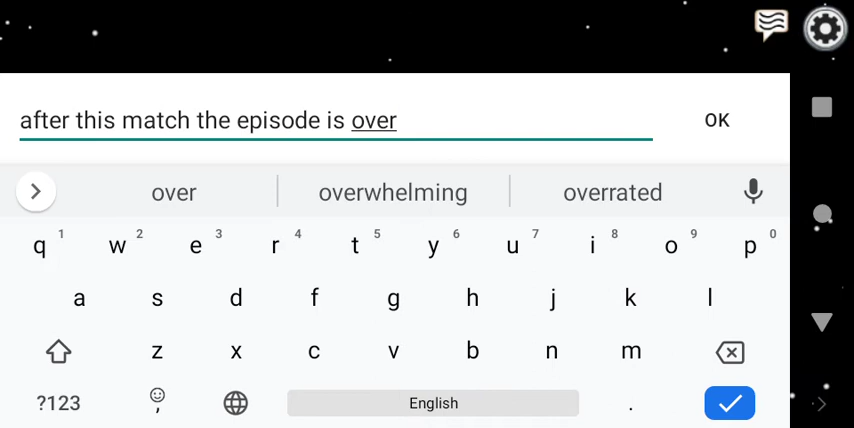 after this match the episode is over
OK
over overwhelming overrated
q 1 w 2 e 3 r 4 t 5 y 6 u 7 i 8 o 9 p 0
a s d f g h j k l
z x c v b n m
?123 , English .